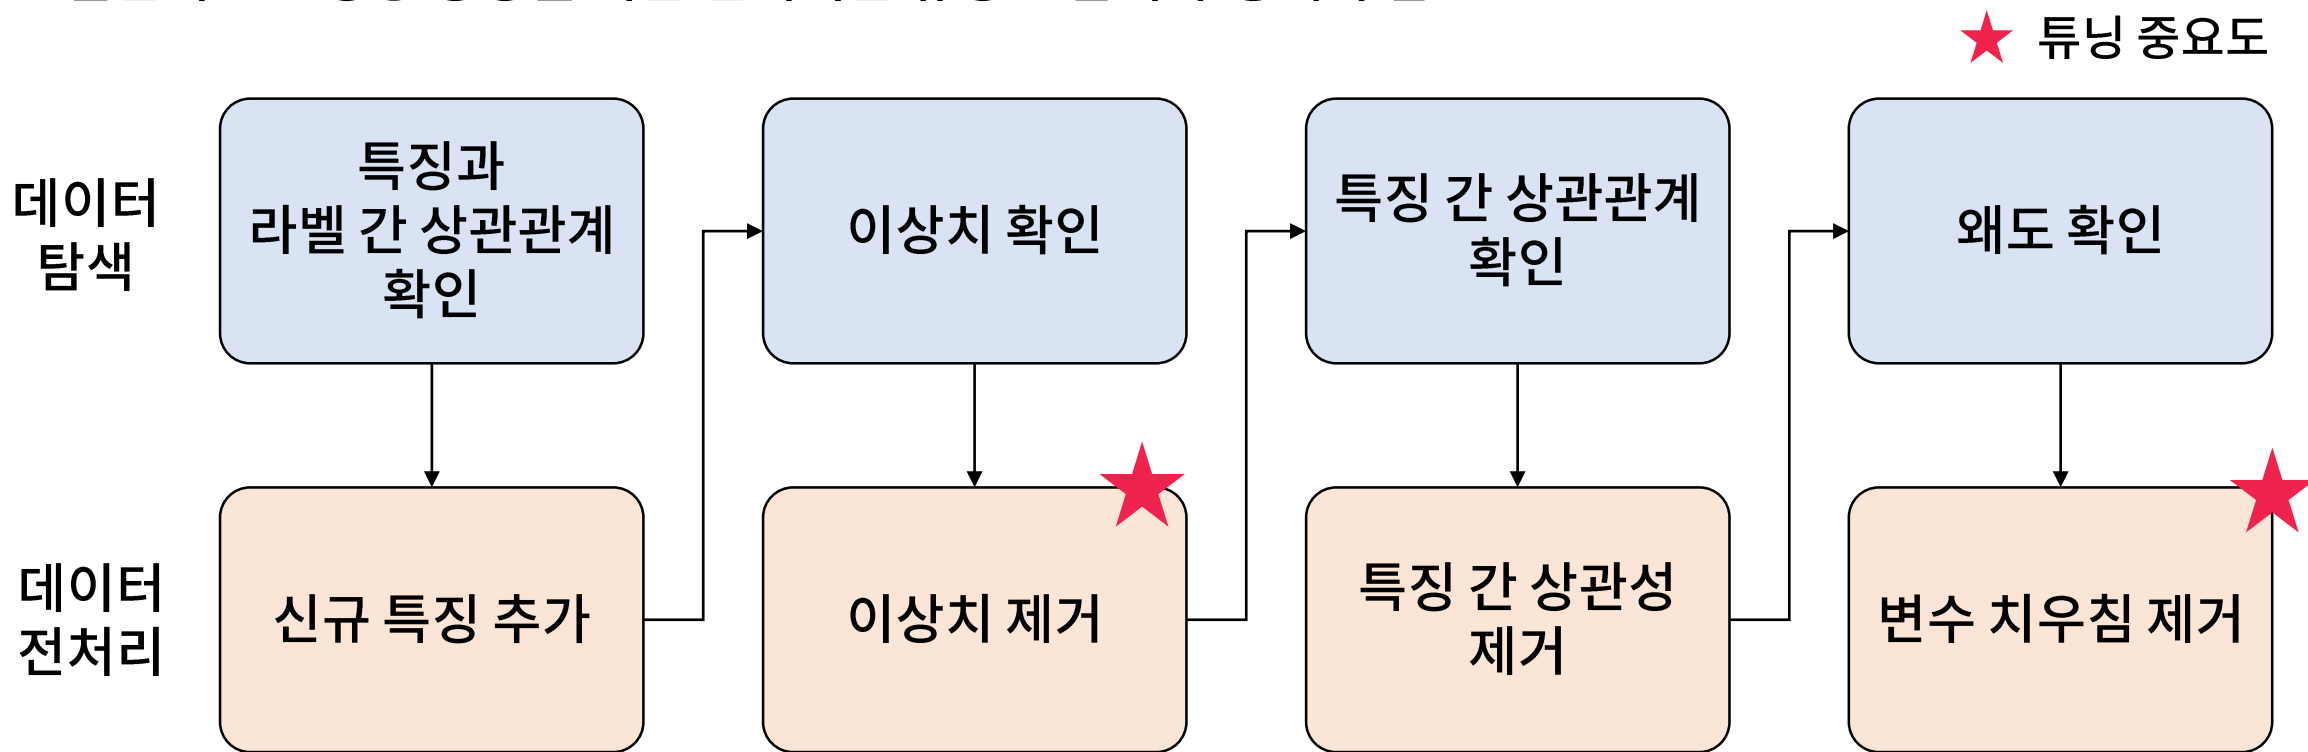 튜닝 중요도
데이터
탐색
특징과
라벨 간 상관관계
확인
이상치 확인
특징 간 상관관계
확인
왜도 확인
데이터
전처리
신규 특징 추가
이상치 제거
특징 간 상관성
제거
변수 치우침 제거